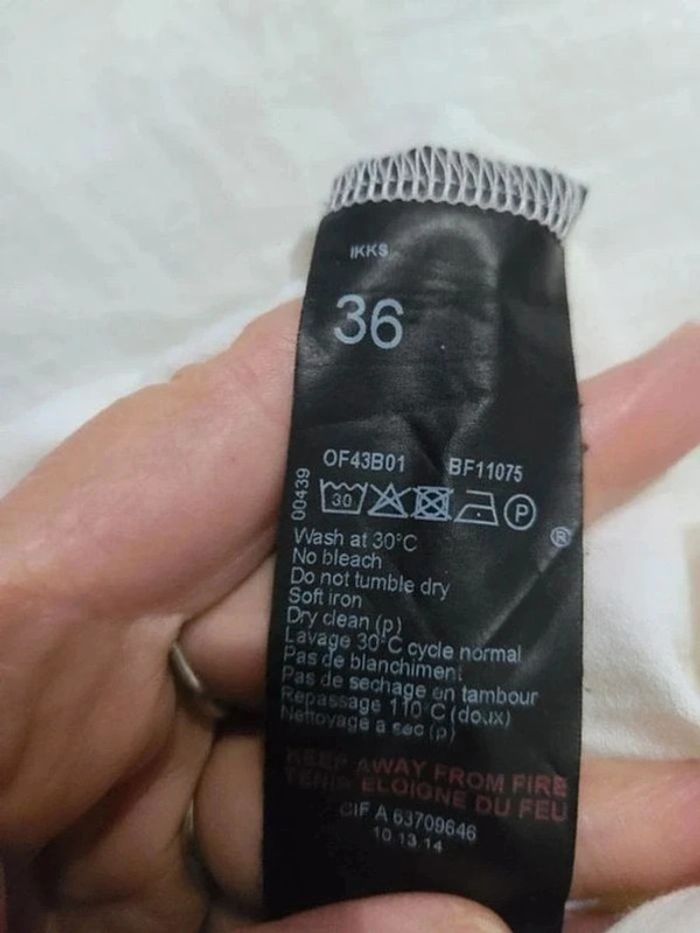 IKKS
36
OF43B01 BF11075
00439
30 P
®
Wash at 30°C
No bleach
Do not tumble dry
Soft iron
Dry clean (p)
Lavage 30°C cycle normal
Pas de blanchiment
Pas de sechage en tambour
Repassage 110 C (doux)
Nettoyage a sec (p)
KEEP AWAY FROM FIRE
TENIR ELOIGNE DU FEU
CIF A 63709646
10.13.14